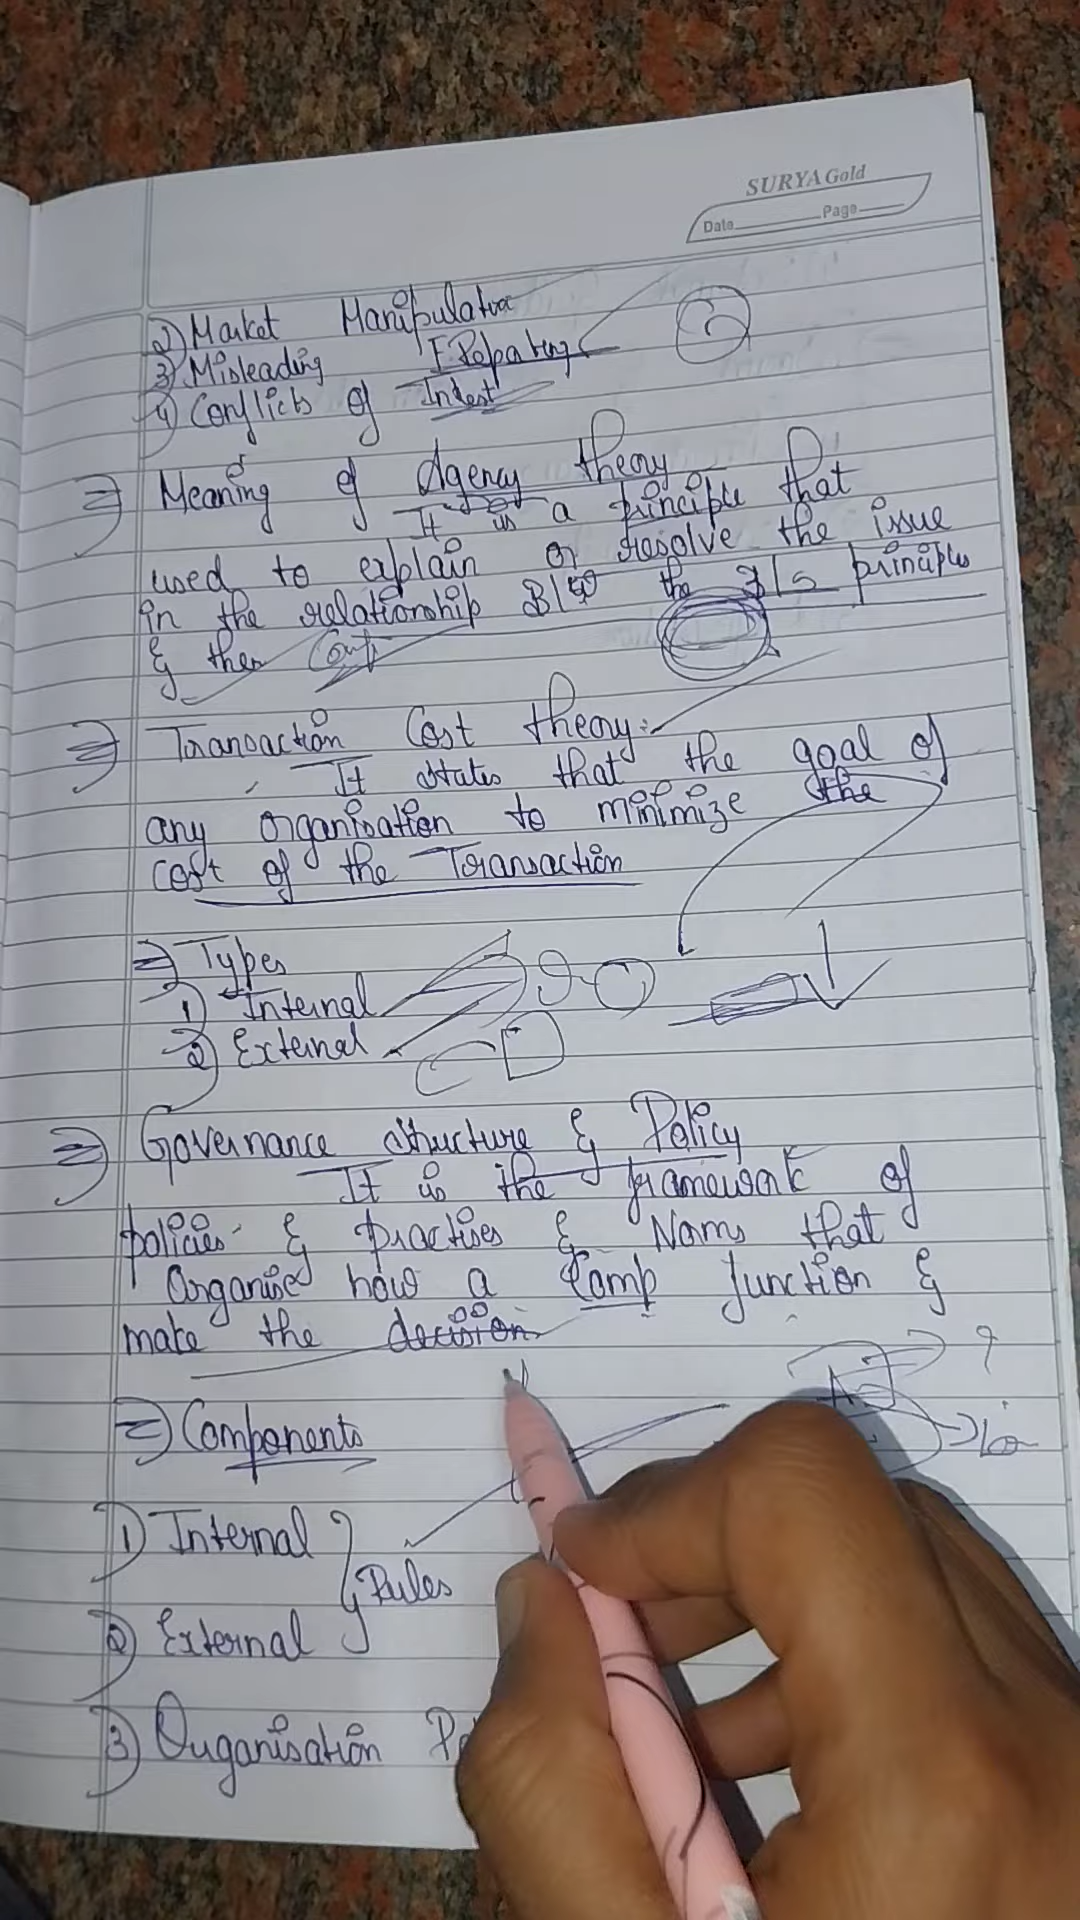 SURYA Gold
Date Page
2) Market Manipulation
3) Misleading F. Reparting
4) Conflicts of
=) Meaning of Agency theory
It is a principle that
used to explain or resolve the issue
in the relationship B/w the principles
& ther
=) Transaction Cost theory:-
It states that the goal of
any organisation to minimize the
cost of the Transaction
=) Types
1) Internal
2) External
=) Governance structure & Policy
It is the framework of
policies & practises & Noms that
Organise how a Comp function &
make the decision
=) Components
1) Internal
Rules
2) External
3) Organisation